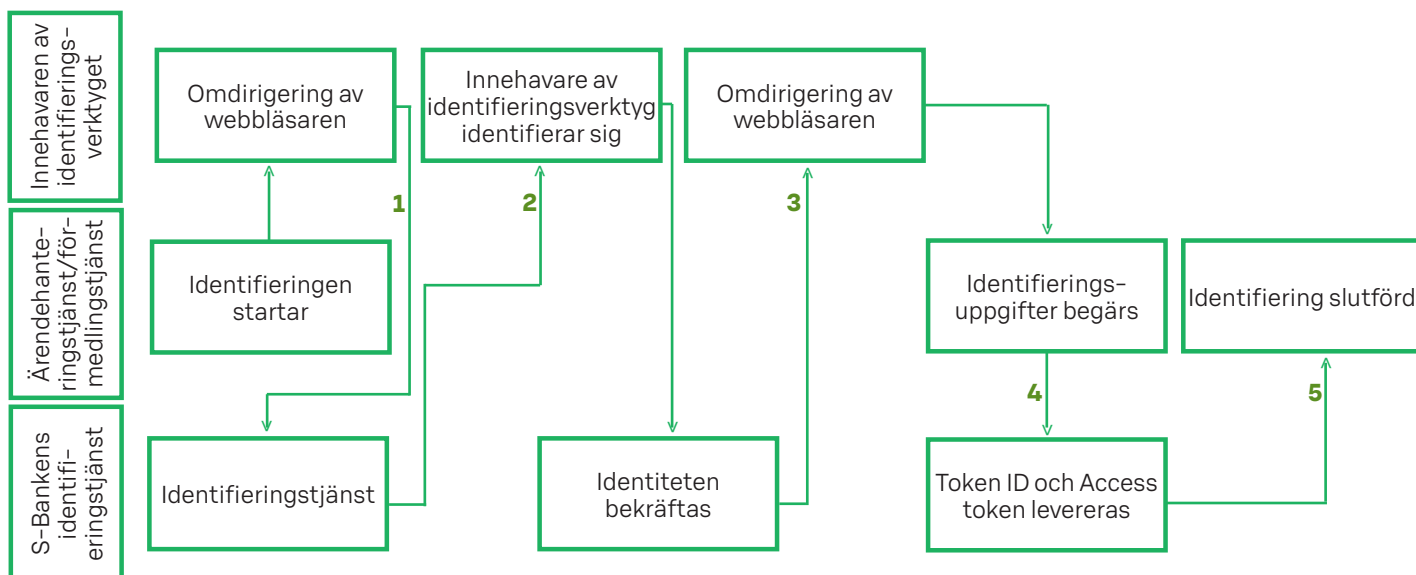 Innehavaren av
identifierings-
verktyget
Omdirigering av
webbläsaren
Innehavare av
identifieringsverktyg
identifierar sig
Omdirigering av
webbläsaren
1
2
3
Ärendehante-
ringstjänst/för-
medlingstjänst
Identifieringen
startar
Identifierings-
uppgifter begärs
Identifiering slutförd
4
5
S-Bankens
identifi-
eringstjänst
Identifieringstjänst
Identiteten
bekräftas
Token ID och Access
token levereras